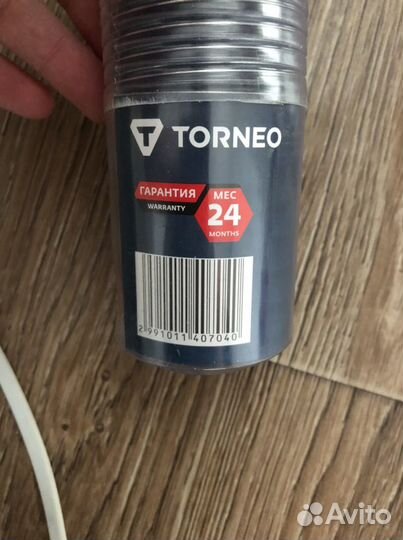 TORNEO
ГАРАНТИЯ
WARRANTY
МЕС
24
MONTHS
2 991011 407040
Avito